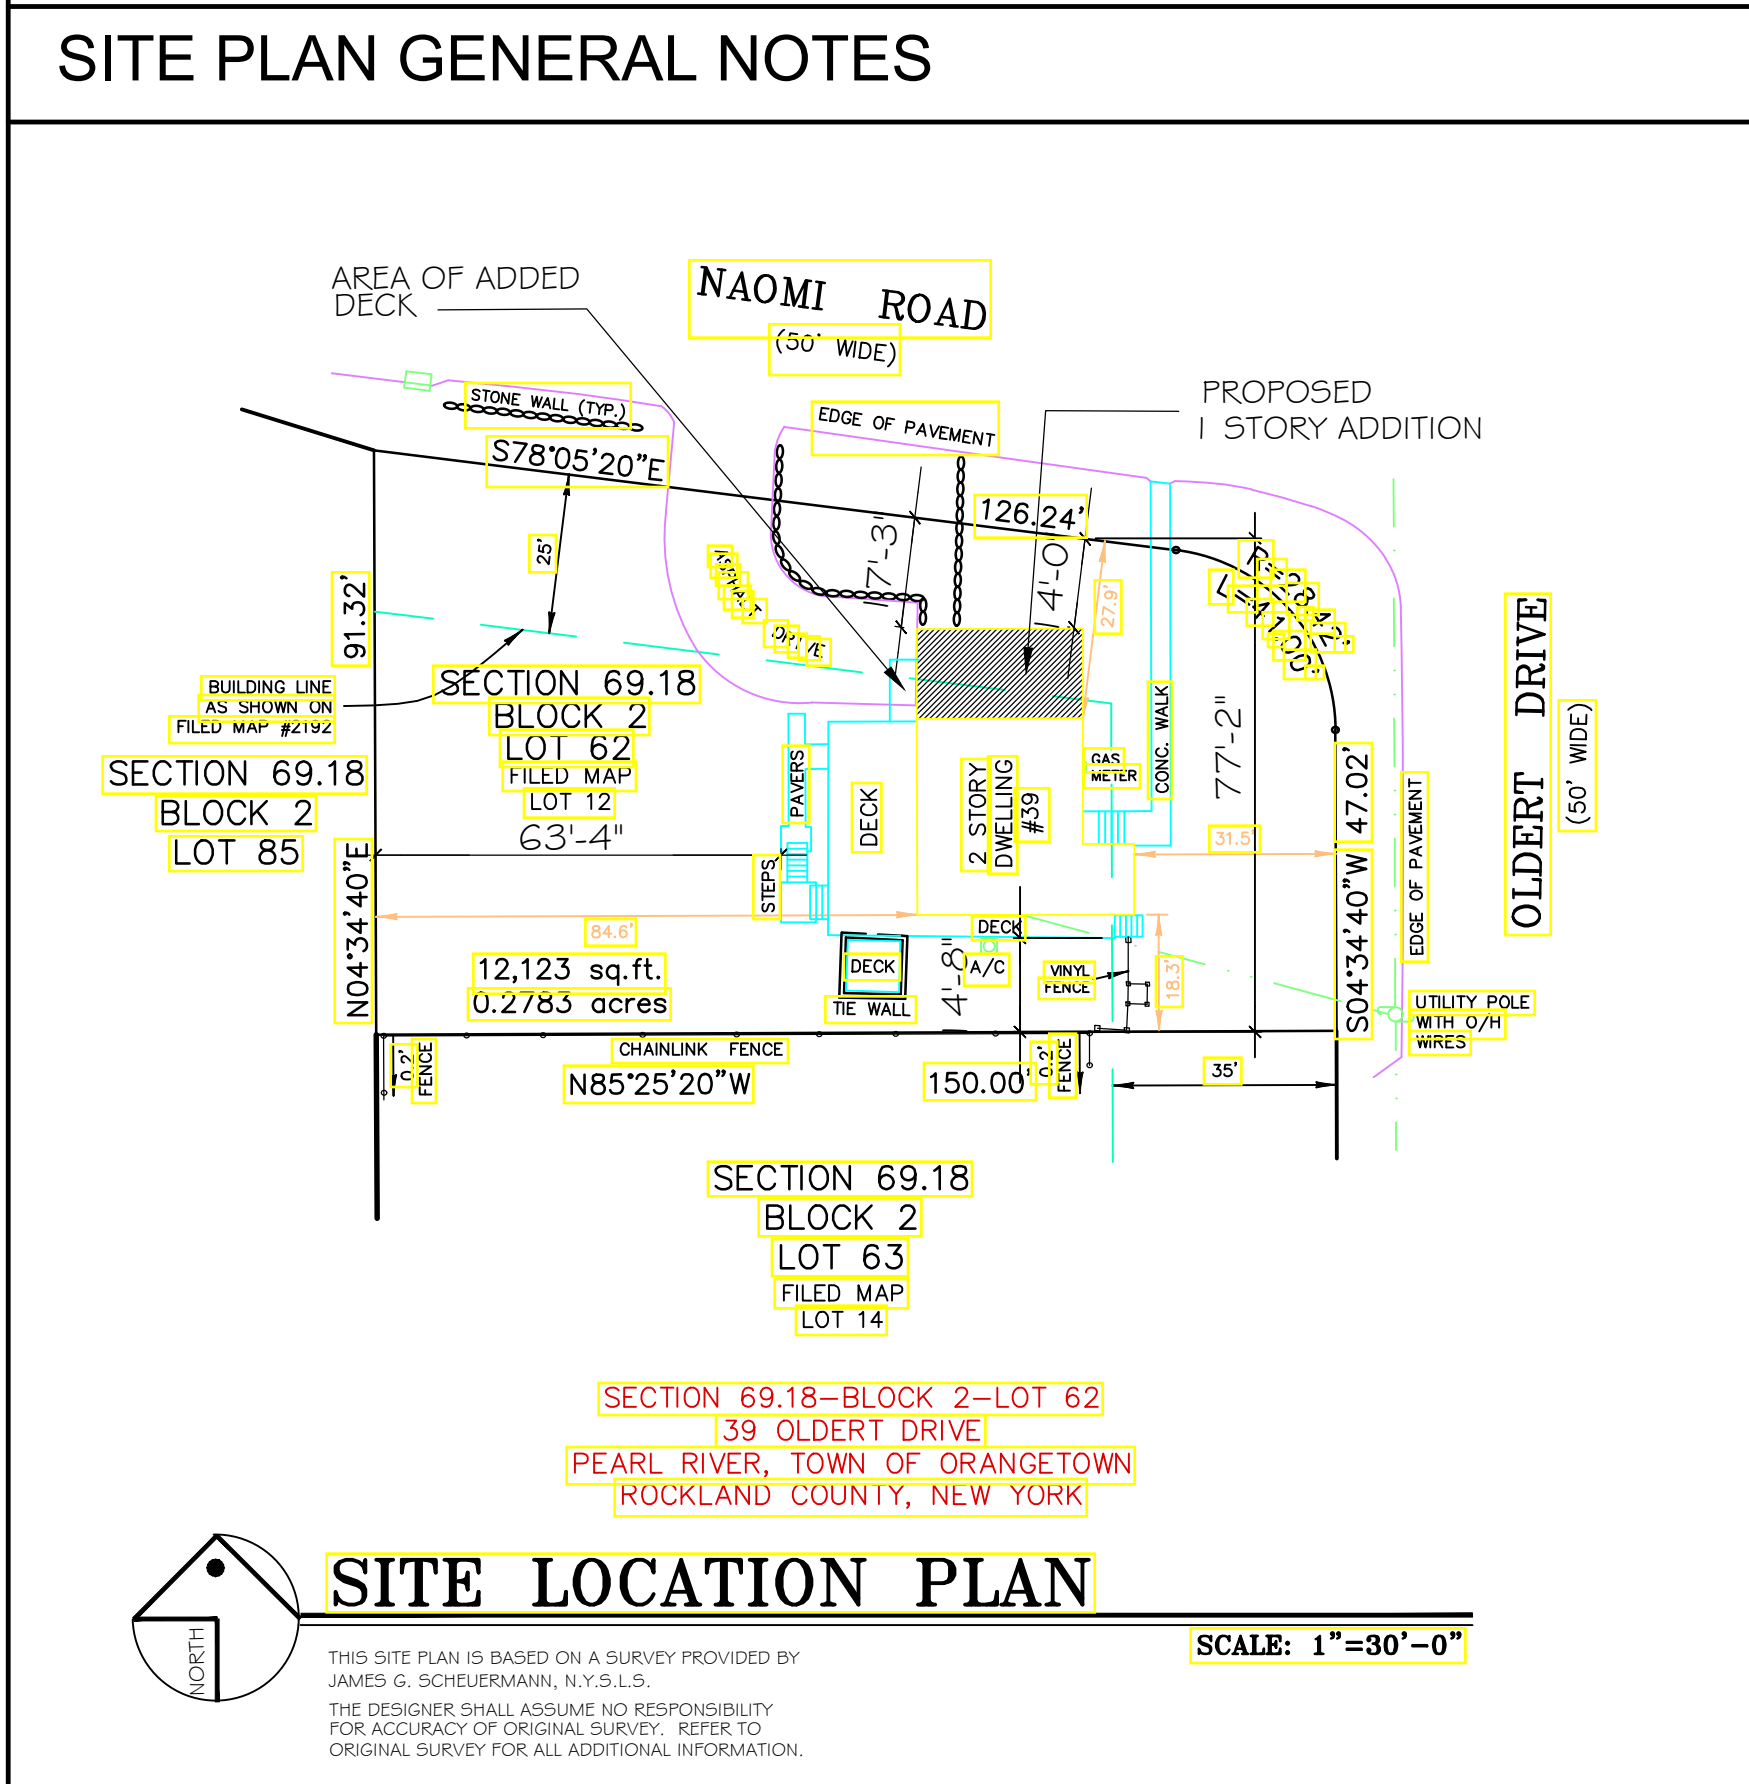 SITE PLAN GENERAL NOTES
AREA OF ADDED
DECK
NAOMI ROAD
(50' WIDE)
PROPOSED
1 STORY ADDITION
STONE WALL (TYP.)
EDGE OF PAVEMENT
S78°05'20"E
126.24'
25'
17'-3"
14'-0"
27.9'
91.32'
DRIVE
BUILDING LINE
AS SHOWN ON
FILED MAP #2192
SECTION 69.18
BLOCK 2
LOT 62
FILED MAP
LOT 12
SECTION 69.18
BLOCK 2
LOT 85
63'-4"
PAVERS
DECK
2 STORY
DWELLING
#39
GAS
METER
CONC. WALK
77'-2"
OLDERT DRIVE
(50' WIDE)
EDGE OF PAVEMENT
S04°34'40"W 47.02'
31.5'
N04°34'40"E
STEPS
84.6'
DECK
12,123 sq.ft.
0.2783 acres
DECK
TIE WALL
14'-8"
A/C
VINYL
FENCE
18.3'
UTILITY POLE
WITH O/H
WIRES
0.2'
FENCE
CHAINLINK FENCE
N85°25'20"W
150.00'
0.2'
FENCE
35'
SECTION 69.18
BLOCK 2
LOT 63
FILED MAP
LOT 14
SECTION 69.18-BLOCK 2-LOT 62
39 OLDERT DRIVE
PEARL RIVER, TOWN OF ORANGETOWN
ROCKLAND COUNTY, NEW YORK
NORTH
SITE LOCATION PLAN
SCALE: 1"=30'-0"
THIS SITE PLAN IS BASED ON A SURVEY PROVIDED BY
JAMES G. SCHEUERMANN, N.Y.S.L.S.
THE DESIGNER SHALL ASSUME NO RESPONSIBILITY
FOR ACCURACY OF ORIGINAL SURVEY. REFER TO
ORIGINAL SURVEY FOR ALL ADDITIONAL INFORMATION.